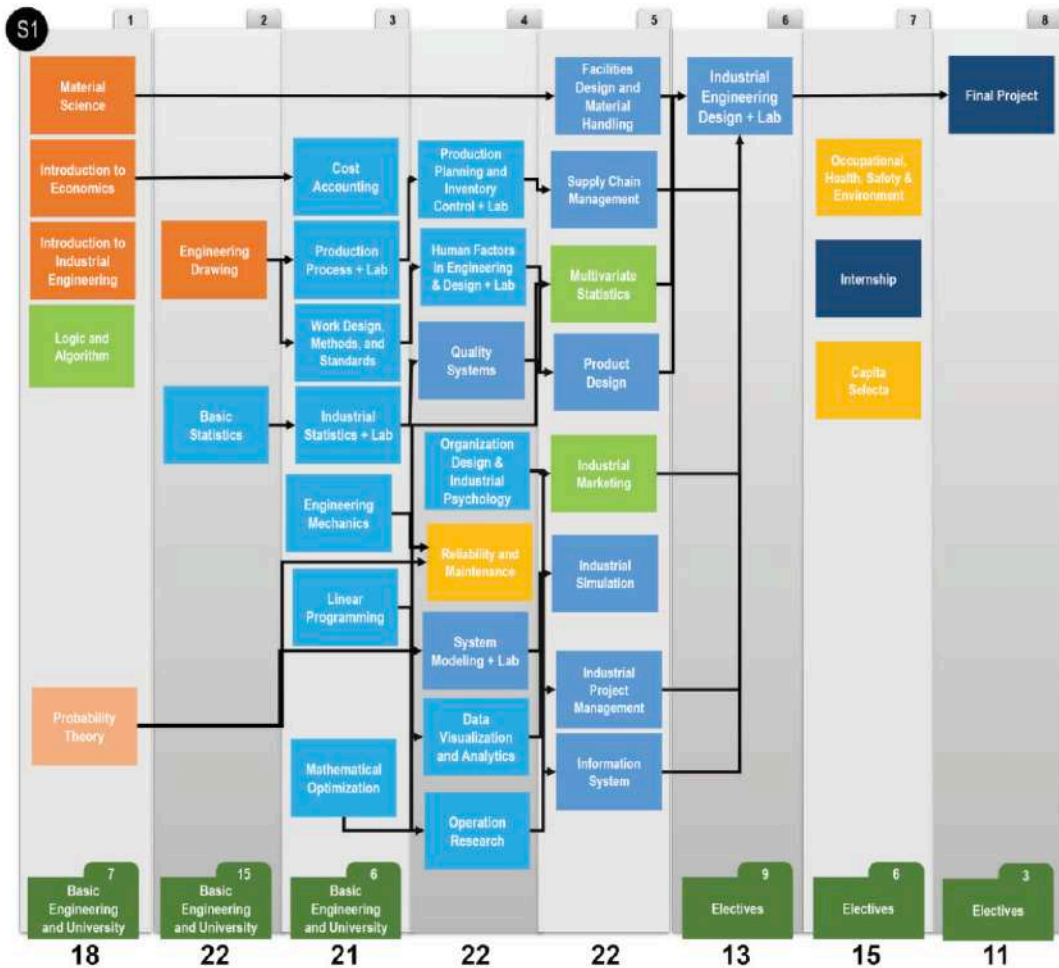 S1
1
2
3
4
5
6
7
8
Material
Science
Introduction to
Economics
Introduction to
Industrial
Engineering
Logic and
Algorithm
Probability
Theory
7
Basic
Engineering
and University
18
Engineering
Drawing
Basic
Statistics
15
Basic
Engineering
and University
22
Cost
Accounting
Production
Process + Lab
Work Design,
Methods, and
Standards
Industrial
Statistics + Lab
Engineering
Mechanics
Linear
Programming
Mathematical
Optimization
6
Basic
Engineering
and University
21
Production
Planning and
Inventory
Control + Lab
Human Factors
in Engineering
& Design + Lab
Quality
Systems
Organization
Design &
Industrial
Psychology
Reliability and
Maintenance
System
Modeling + Lab
Data
Visualization
and Analytics
Operation
Research
22
Facilities
Design and
Material
Handling
Supply Chain
Management
Multivariate
Statistics
Product
Design
Industrial
Marketing
Industrial
Simulation
Industrial
Project
Management
Information
System
22
Industrial
Engineering
Design + Lab
9
Electives
13
Occupational,
Health, Safety &
Environment
Internship
Capita
Selecta
6
Electives
15
Final Project
3
Electives
11